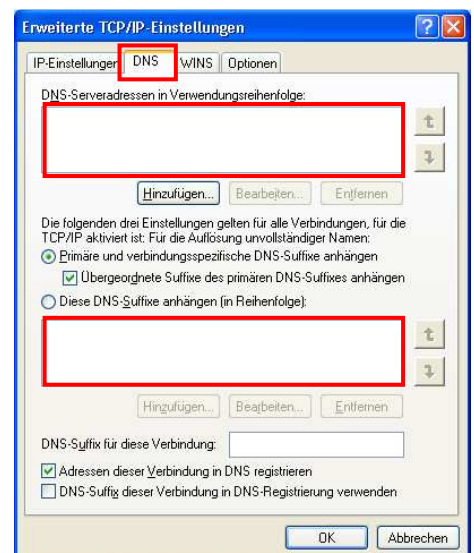 Erweiterte TCP/IP-Einstellungen
IP-Einstellungen DNS WINS Optionen
DNS-Serveradressen in Verwendungsreihenfolge:
Hinzufügen... Bearbeiten... Entfernen
Die folgenden drei Einstellungen gelten für alle Verbindungen, für die
TCP/IP aktiviert ist: Für die Auflösung unvollständiger Namen:
Primäre und verbindungsspezifische DNS-Suffixe anhängen
Übergeordnete Suffixe des primären DNS-Suffixes anhängen
Diese DNS-Suffixe anhängen (in Reihenfolge):
Hinzufügen... Bearbeiten... Entfernen
DNS-Suffix für diese Verbindung:
Adressen dieser Verbindung in DNS registrieren
DNS-Suffix dieser Verbindung in DNS-Registrierung verwenden
OK Abbrechen